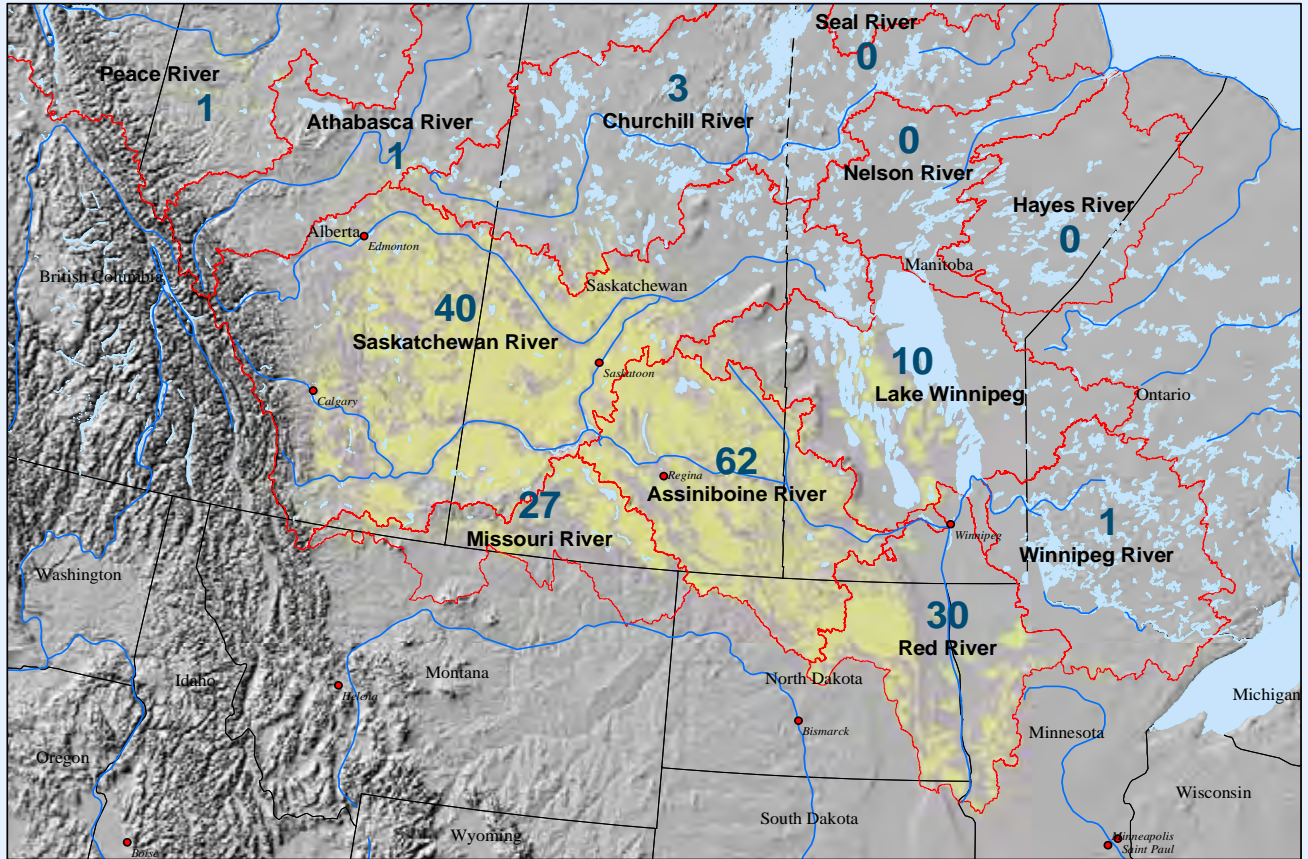 Seal River
0
Peace River
1
3
Churchill River
Athabasca River
1
0
Nelson River
Hayes River
0
Alberta
Edmonton
British Columbia
Manitoba
Saskatchewan
40
Saskatchewan River
Saskatoon
10
Lake Winnipeg
Ontario
Calgary
62
Assiniboine River
Regina
27
Missouri River
Winnipeg
1
Winnipeg River
Washington
30
Red River
Idaho
Montana
Helena
North Dakota
Michigan
Bismarck
Minnesota
Oregon
Wisconsin
South Dakota
Wyoming
Boise
Minneapolis
Saint Paul